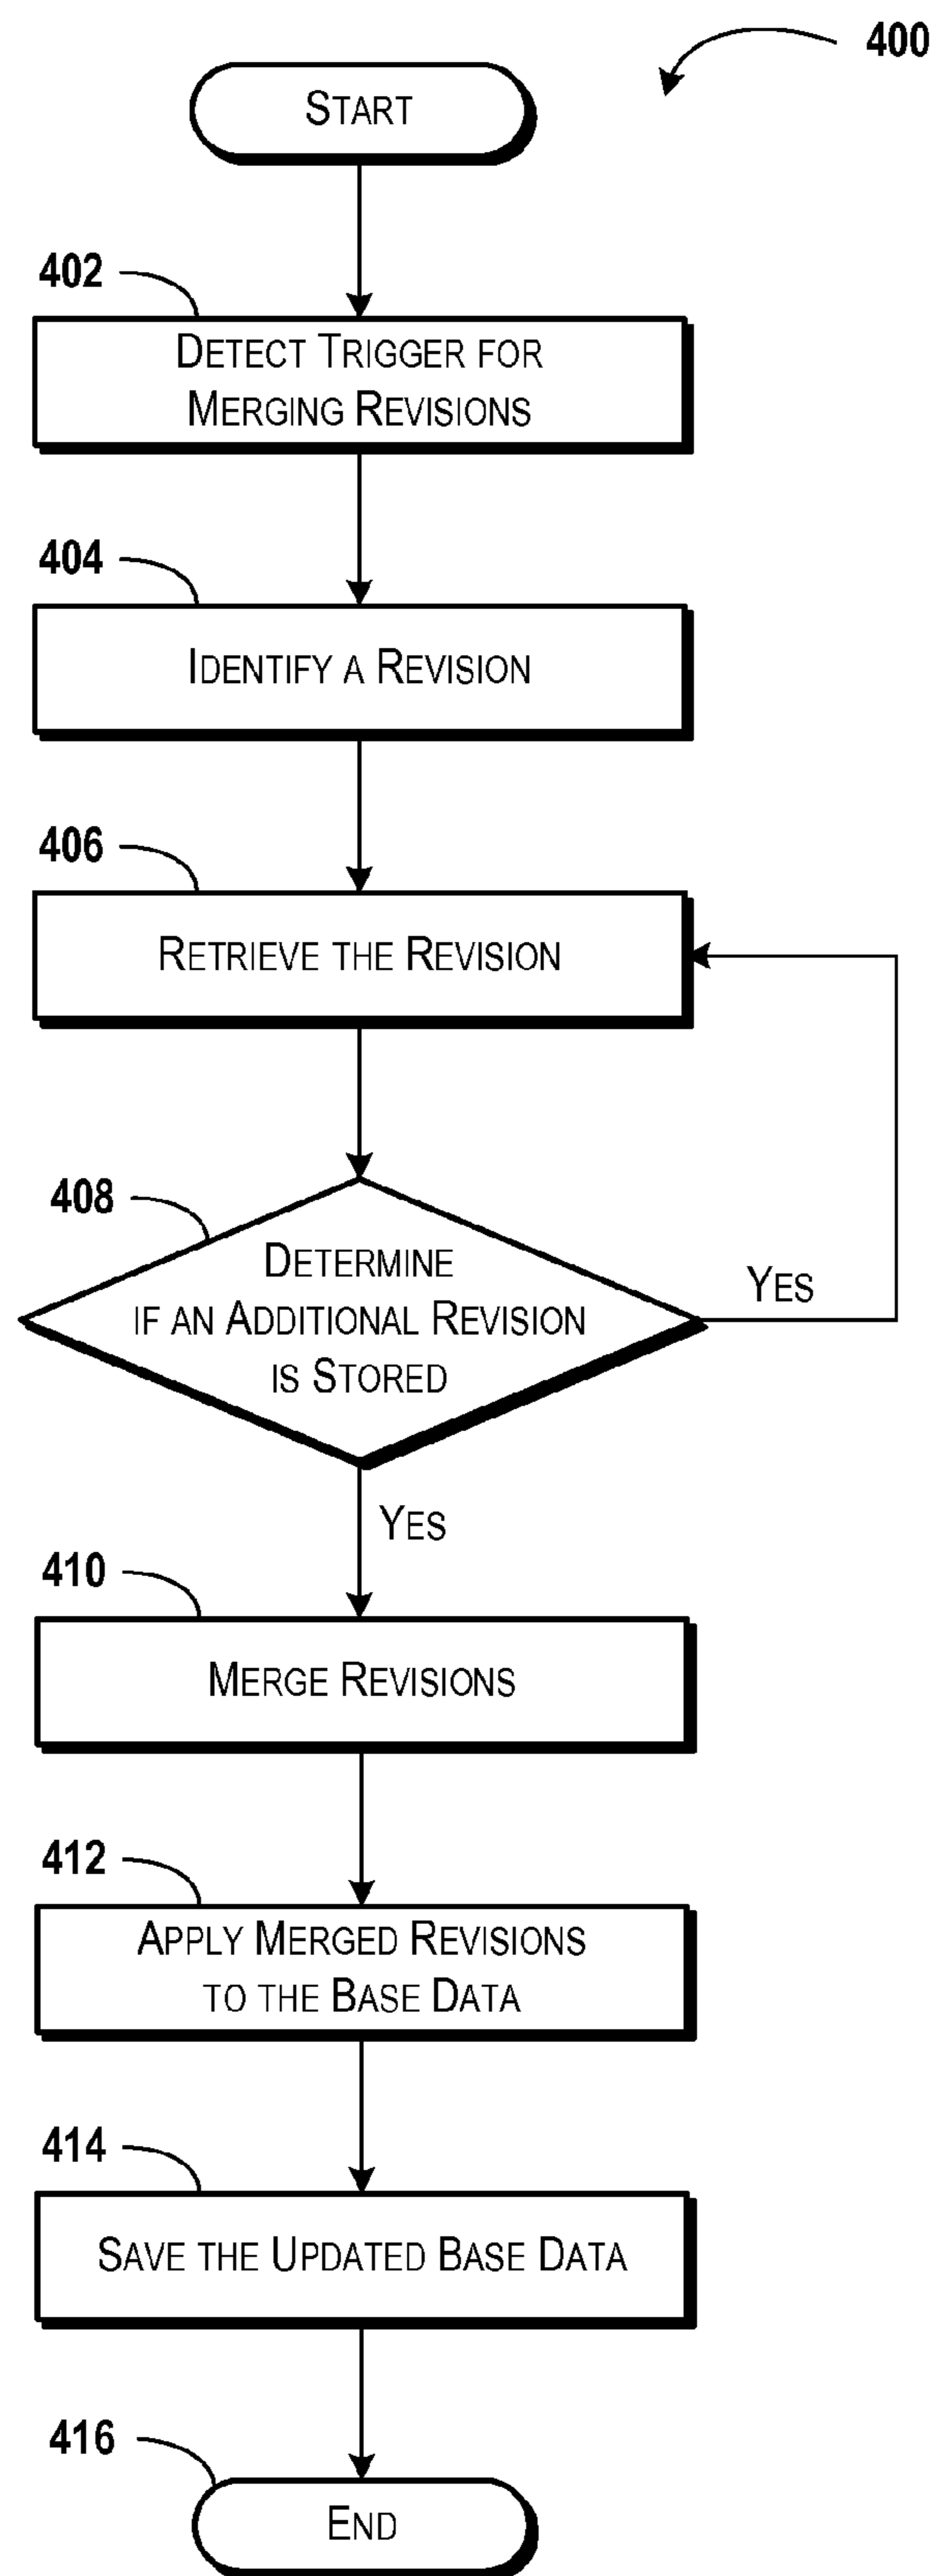 400
START
402
DETECT TRIGGER FOR
MERGING REVISIONS
404
IDENTIFY A REVISION
406
RETRIEVE THE REVISION
408
DETERMINE
IF AN ADDITIONAL REVISION
IS STORED
YES
YES
410
MERGE REVISIONS
412
APPLY MERGED REVISIONS
TO THE BASE DATA
414
SAVE THE UPDATED BASE DATA
416
END